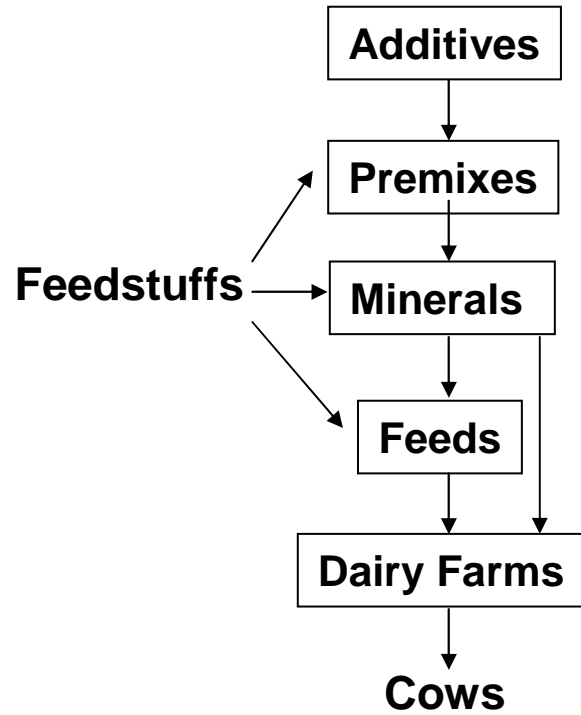 Additives
Premixes
Feedstuffs
Minerals
Feeds
Dairy Farms
Cows